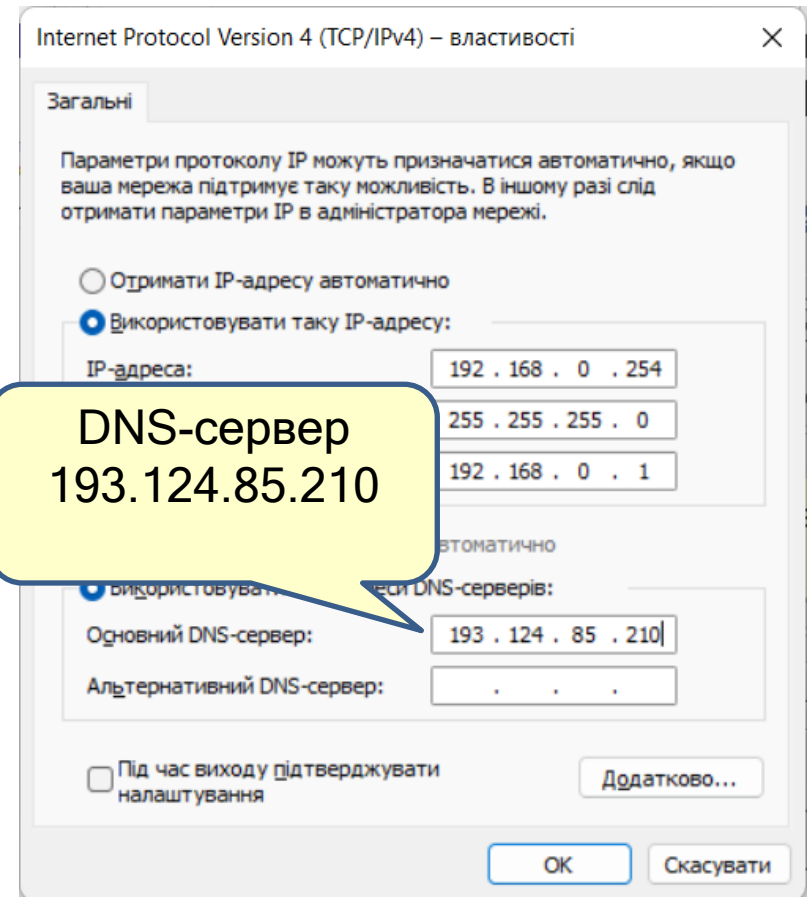 Internet Protocol Version 4 (TCP/IPv4) – властивості
Загальні
Параметри протоколу IP можуть призначатися автоматично, якщо
ваша мережа підтримує таку можливість. В іншому разі слід
отримати параметри IP в адміністратора мережі.
Отримати IP-адресу автоматично
Використовувати таку IP-адресу:
IP-адреса: 192 . 168 . 0 . 254
255 . 255 . 255 . 0
192 . 168 . 0 . 1
DNS-сервер
193.124.85.210
втоматично
Використовува еси DNS-серверів:
Основний DNS-сервер: 193 . 124 . 85 . 210
Альтернативний DNS-сервер: . . .
Під час виходу підтверджувати
налаштування
Додатково...
ОК Скасувати